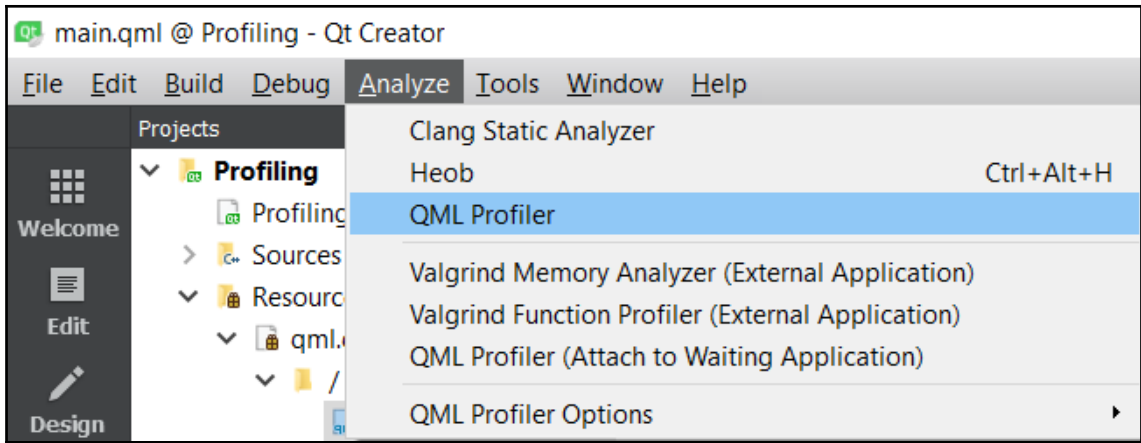 main.qml @ Profiling - Qt Creator
File Edit Build Debug Analyze Tools Window Help
Projects
Profiling
Profiling
Sources
Resourc
qml.
/
Welcome
Edit
Design
Clang Static Analyzer
Heob Ctrl+Alt+H
QML Profiler
Valgrind Memory Analyzer (External Application)
Valgrind Function Profiler (External Application)
QML Profiler (Attach to Waiting Application)
QML Profiler Options